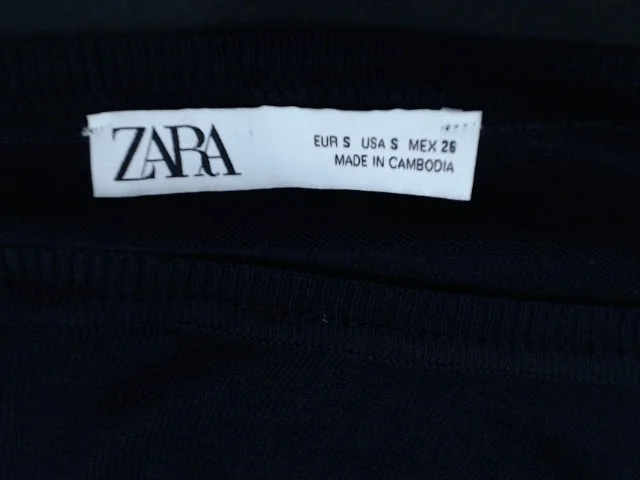 ZARA
EUR S USA S MEX 26
MADE IN CAMBODIA